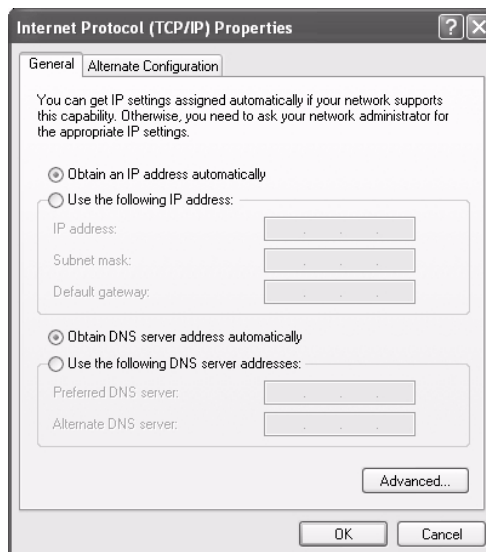 Internet Protocol (TCP/IP) Properties
General
Alternate Configuration
You can get IP settings assigned automatically if your network supports
this capability. Otherwise, you need to ask your network administrator for
the appropriate IP settings.
Obtain an IP address automatically
Use the following IP address:
IP address:
Subnet mask:
Default gateway:
Obtain DNS server address automatically
Use the following DNS server addresses:
Preferred DNS server:
Alternate DNS server:
Advanced...
OK
Cancel